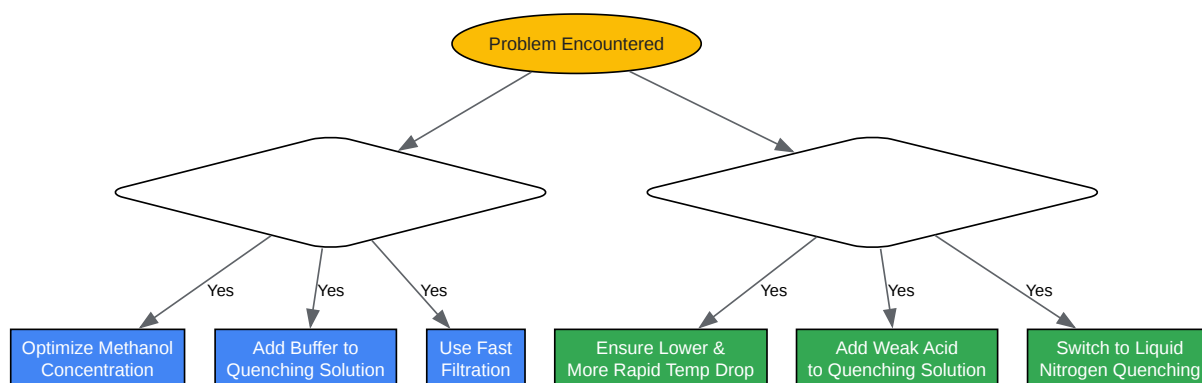 Problem Encountered
Yes
Yes
Yes
Yes
Yes
Yes
Optimize Methanol
Concentration
Add Buffer to
Quenching Solution
Use Fast
Filtration
Ensure Lower &
More Rapid Temp Drop
Add Weak Acid
to Quenching Solution
Switch to Liquid
Nitrogen Quenching